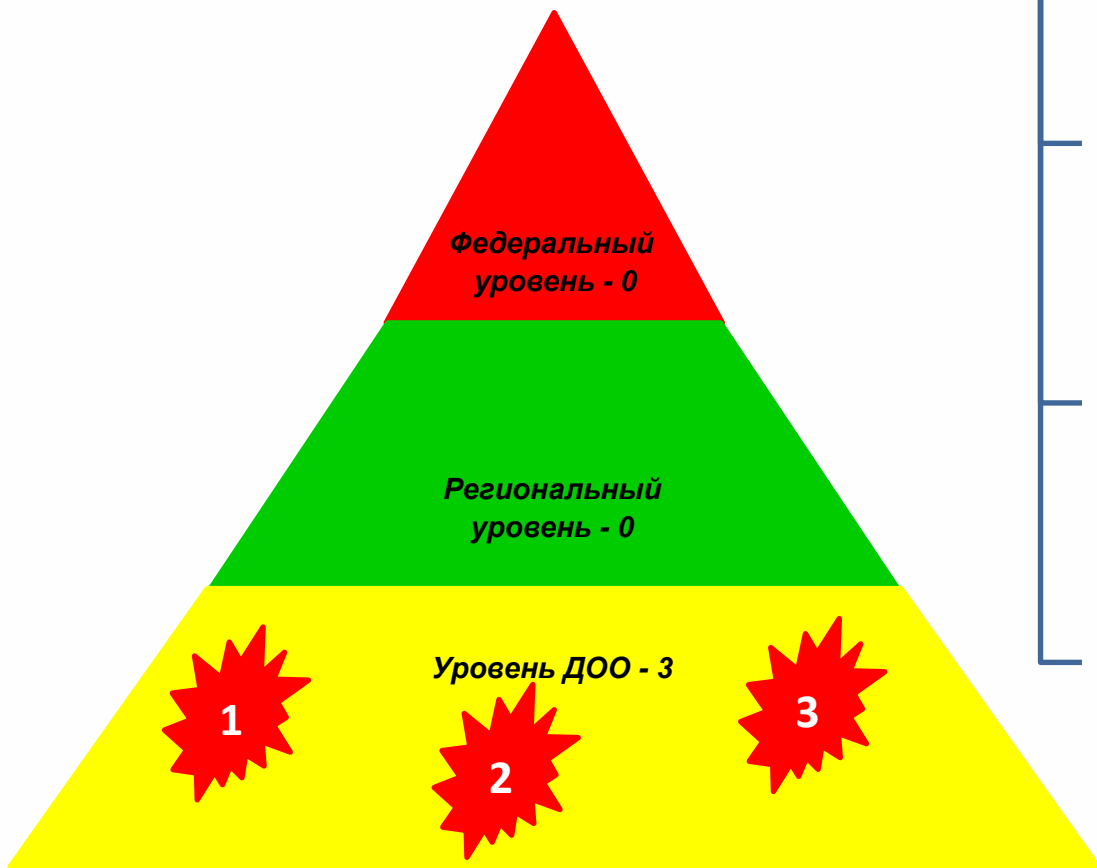 Федеральный
уровень - 0
Региональный
уровень - 0
Уровень ДОО - 3
1
2
3